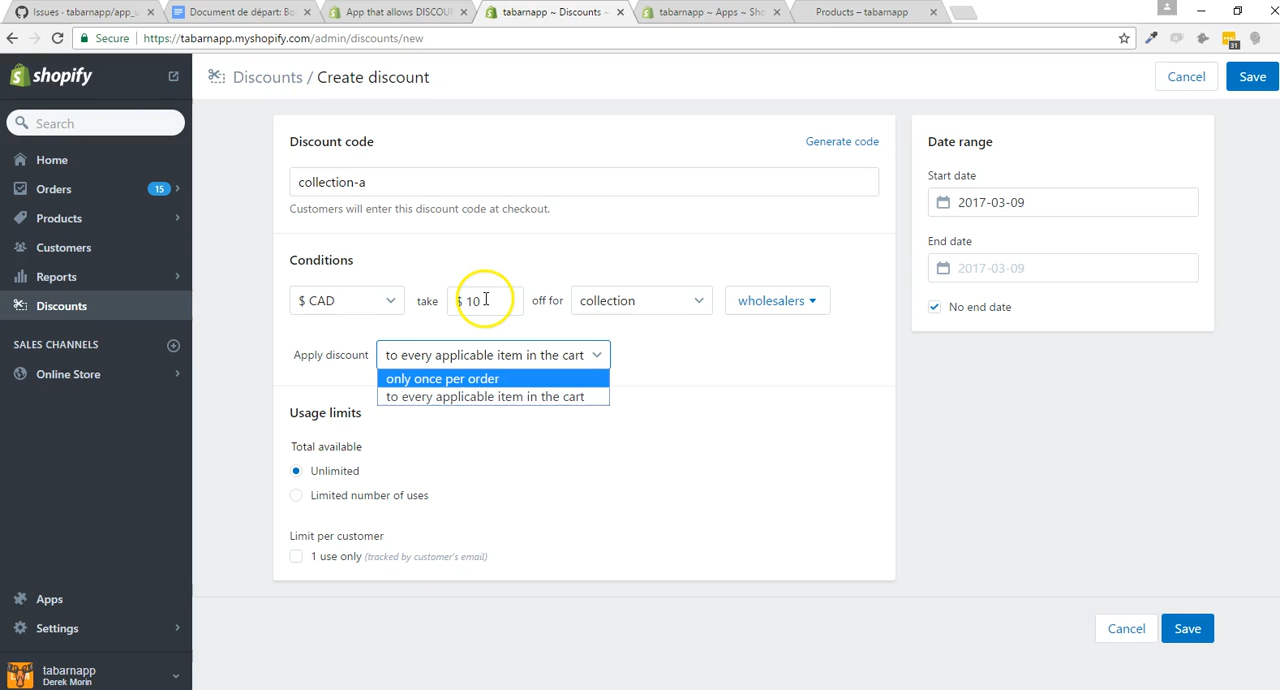 Issues · tabarnapp/app_
Document de départ: Bo
App that allows DISCOU
tabarnapp ~ Discounts ~
tabarnapp ~ Apps ~ Sho
Products – tabarnapp
Secure
https://tabarnapp.myshopify.com/admin/discounts/new
31
shopify
Discounts / Create discount
Cancel
Save
Search
Home
Orders 15
Products
Customers
Reports
Discounts
SALES CHANNELS
Online Store
Apps
Settings
tabarnapp
Derek Morin
Discount code
Generate code
collection-a
Customers will enter this discount code at checkout.
Conditions
$ CAD take $ 10 off for collection wholesalers
Apply discount to every applicable item in the cart
only once per order
to every applicable item in the cart
Usage limits
Total available
Unlimited
Limited number of uses
Limit per customer
1 use only (tracked by customer's email)
Date range
Start date
2017-03-09
End date
2017-03-09
No end date
Cancel
Save